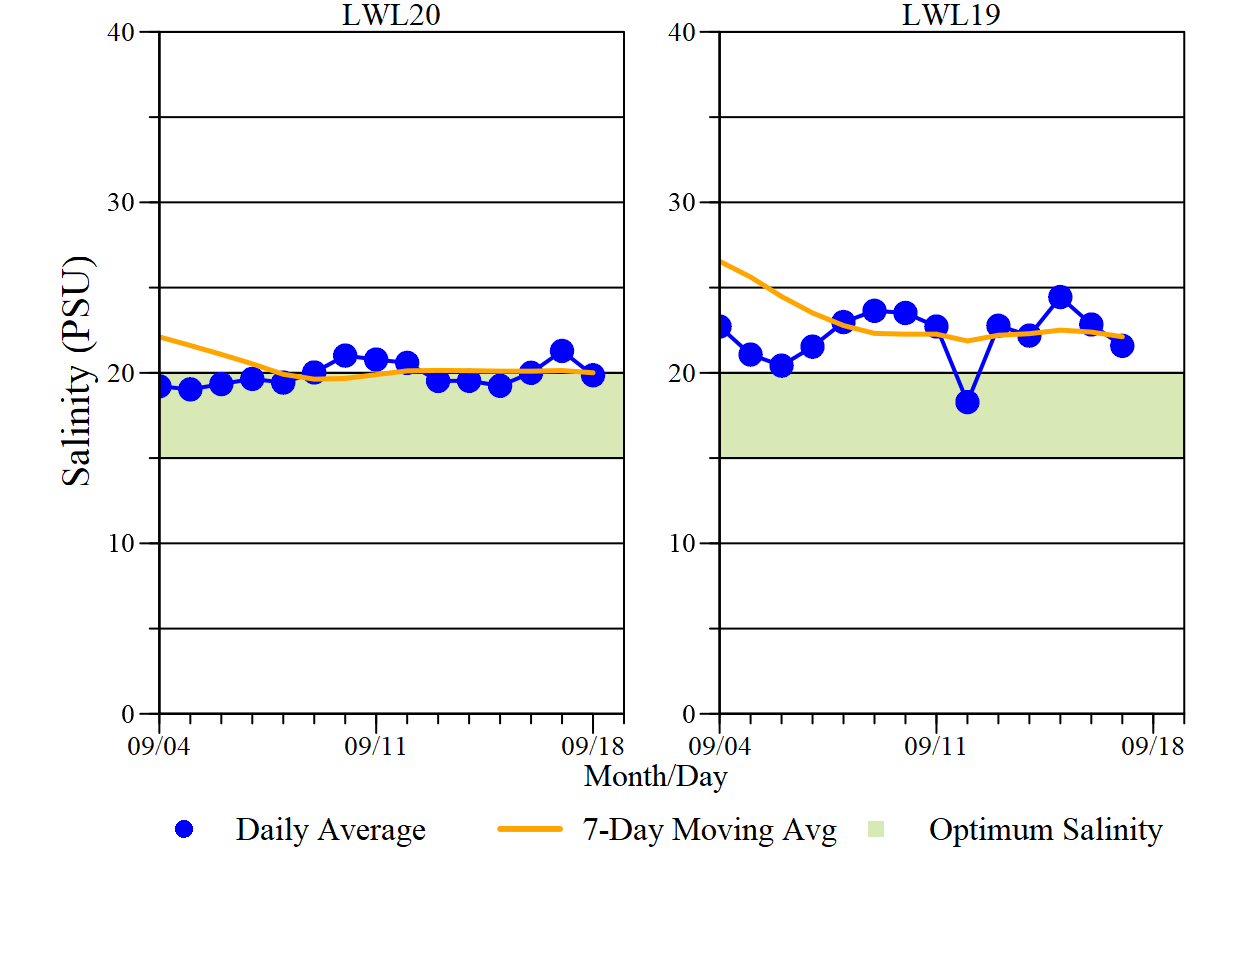 LWL20 LWL19
40 40
30 30
20 20
10 10
0 0
Salinity (PSU)
09/04 09/11 09/18 09/04 09/11 09/18
Month/Day
Daily Average 7-Day Moving Avg Optimum Salinity